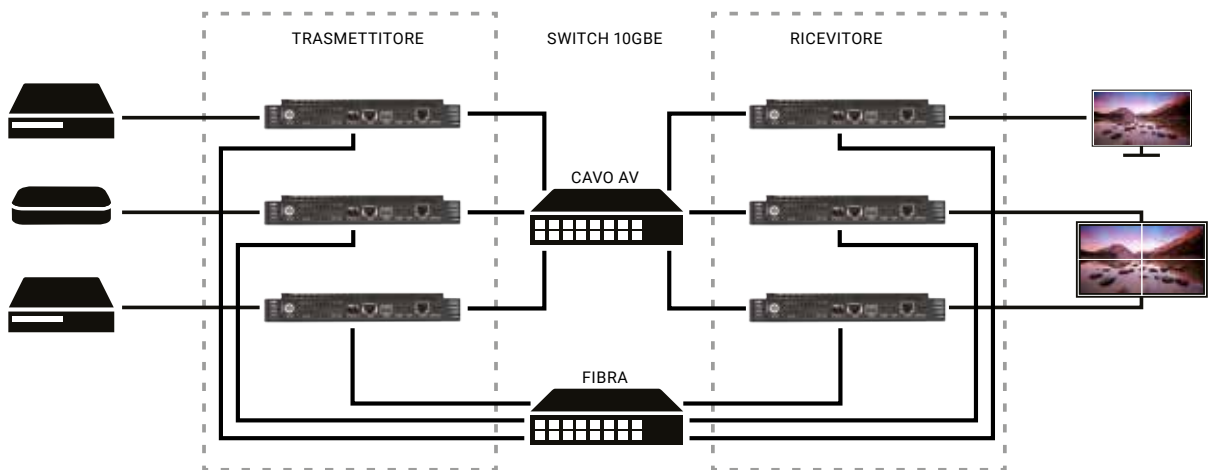 TRASMETTITORE
SWITCH 10GBE
RICEVITORE
CAVO AV
FIBRA